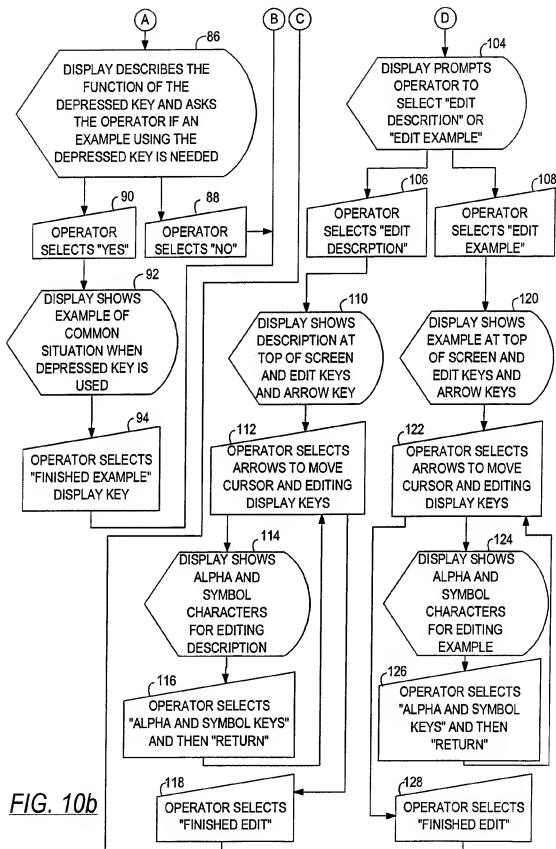 A
B
C
D
86
DISPLAY DESCRIBES THE
FUNCTION OF THE
DEPRESSED KEY AND ASKS
THE OPERATOR IF AN
EXAMPLE USING THE
DEPRESSED KEY IS NEEDED
90
OPERATOR
SELECTS "YES"
88
OPERATOR
SELECTS "NO"
92
DISPLAY SHOWS
EXAMPLE OF
COMMON
SITUATION WHEN
DEPRESSED KEY IS
USED
94
OPERATOR SELECTS
"FINISHED EXAMPLE"
DISPLAY KEY
104
DISPLAY PROMPTS
OPERATOR TO
SELECT "EDIT
DESCRITION" OR
"EDIT EXAMPLE"
106
OPERATOR
SELECTS "EDIT
DESCRPTION"
108
OPERATOR
SELECTS "EDIT
EXAMPLE"
110
DISPLAY SHOWS
DESCRIPTION AT
TOP OF SCREEN
AND EDIT KEYS
AND ARROW KEY
120
DISPLAY SHOWS
EXAMPLE AT TOP
OF SCREEN AND
EDIT KEYS AND
ARROW KEYS
112
OPERATOR SELECTS
ARROWS TO MOVE
CURSOR AND EDITING
DISPLAY KEYS
122
OPERATOR SELECTS
ARROWS TO MOVE
CURSOR AND EDITING
DISPLAY KEYS
114
DISPLAY SHOWS
ALPHA AND
SYMBOL
CHARACTERS
FOR EDITING
DESCRIPTION
124
DISPLAY SHOWS
ALPHA AND
SYMBOL
CHARACTERS
FOR EDITING
EXAMPLE
116
OPERATOR SELECTS
"ALPHA AND SYMBOL KEYS"
AND THEN "RETURN"
126
OPERATOR SELECTS
"ALPHA AND SYMBOL
KEYS" AND THEN
"RETURN"
118
OPERATOR SELECTS
"FINISHED EDIT"
128
OPERATOR SELECTS
"FINISHED EDIT"
FIG. 10b